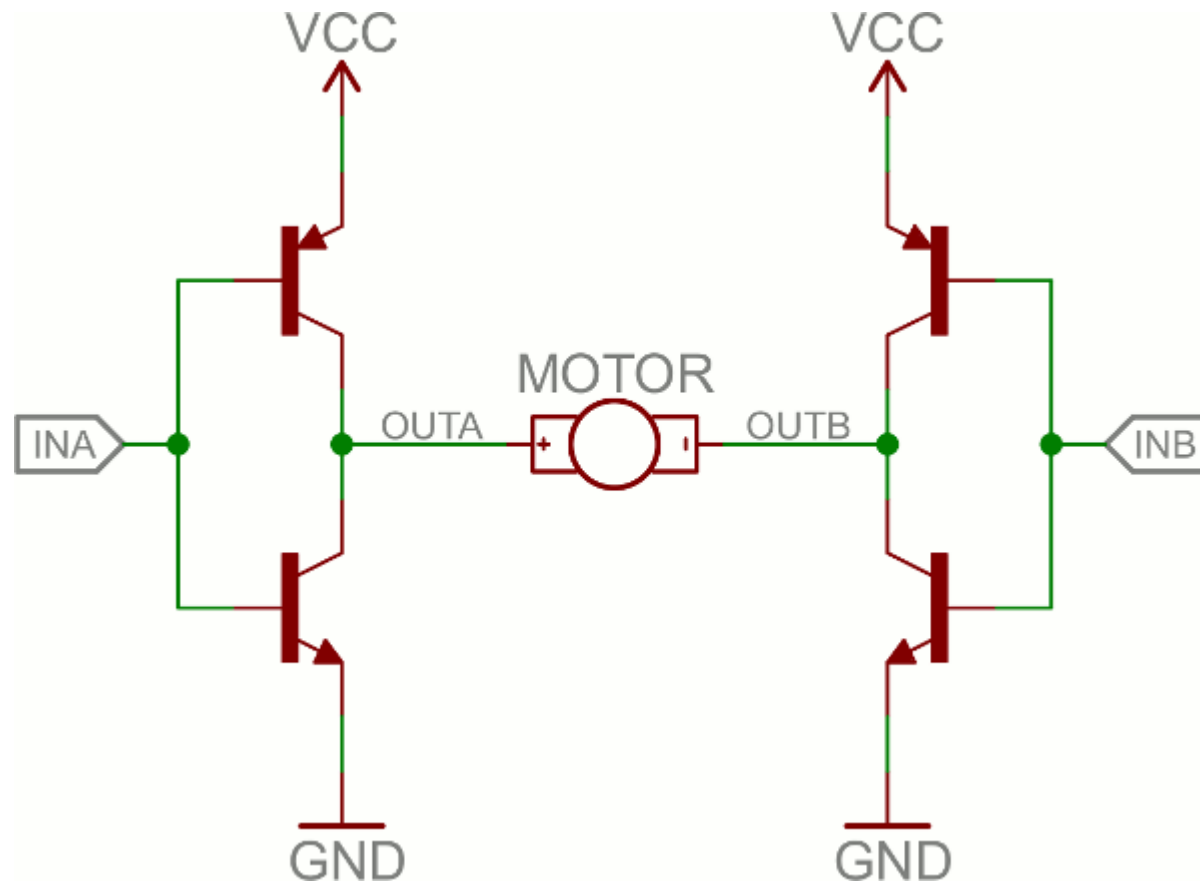 VCC
VCC
MOTOR
OUTA
OUTB
INA
+
-
INB
GND
GND